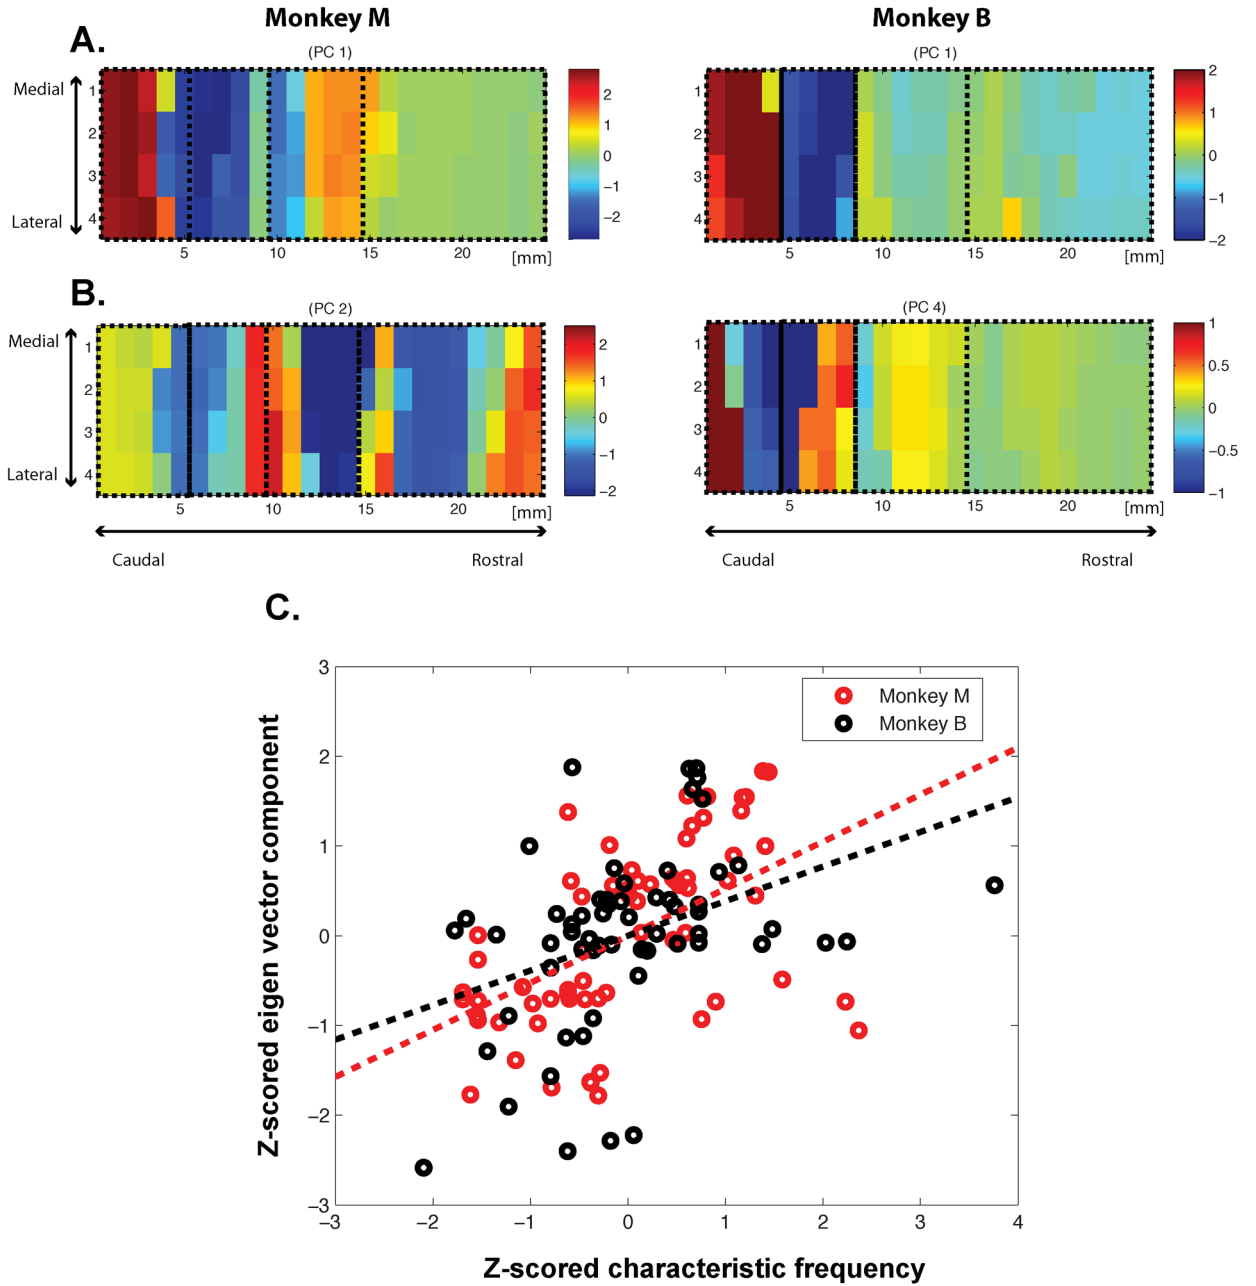 Monkey M
Monkey B
A.
(PC 1)
(PC 1)
Medial
Lateral
1
2
3
4
5
10
15
20
[mm]
2
1
0
−1
−2
1
2
3
4
5
10
15
20
[mm]
2
1
0
−1
−2
B.
(PC 2)
(PC 4)
Medial
Lateral
1
2
3
4
5
10
15
20
[mm]
2
1
0
−1
−2
1
2
3
4
5
10
15
20
[mm]
1
0.5
0
−0.5
−1
Caudal
Rostral
Caudal
Rostral
C.
Z-scored eigen vector component
3
2
1
0
−1
−2
−3
Monkey M
Monkey B
−3
−2
−1
0
1
2
3
4
Z-scored characteristic frequency